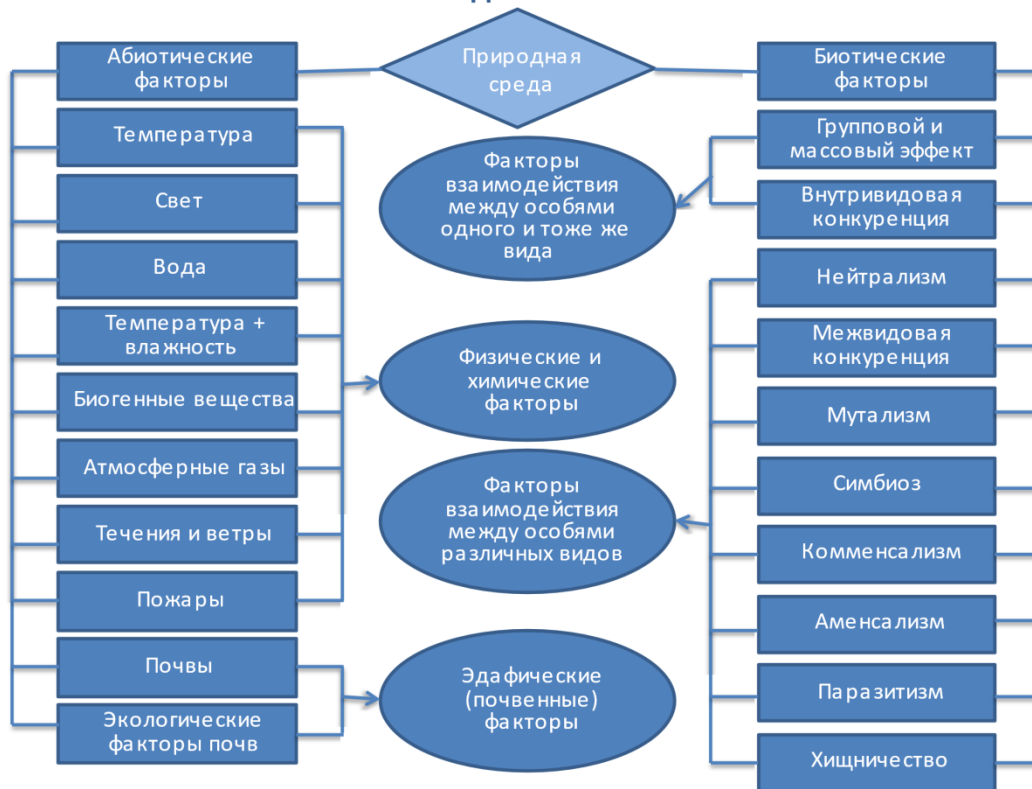 Природная
среда
Абиотические
факторы
Температура
Свет
Вода
Температура +
влажность
Биогенные вещества
Атмосферные газы
Течения и ветры
Пожары
Почвы
Экологические
факторы почв
Факторы
взаимодействия
между особями
одного и тоже же
вида
Физические и
химические
факторы
Факторы
взаимодействия
между особями
различных видов
Эдафические
(почвенные)
факторы
Биотические
факторы
Групповой и
массовый эффект
Внутривидовая
конкуренция
Нейтрализм
Межвидовая
конкуренция
Мутализм
Симбиоз
Комменсализм
Аменсализм
Паразитизм
Хищничество